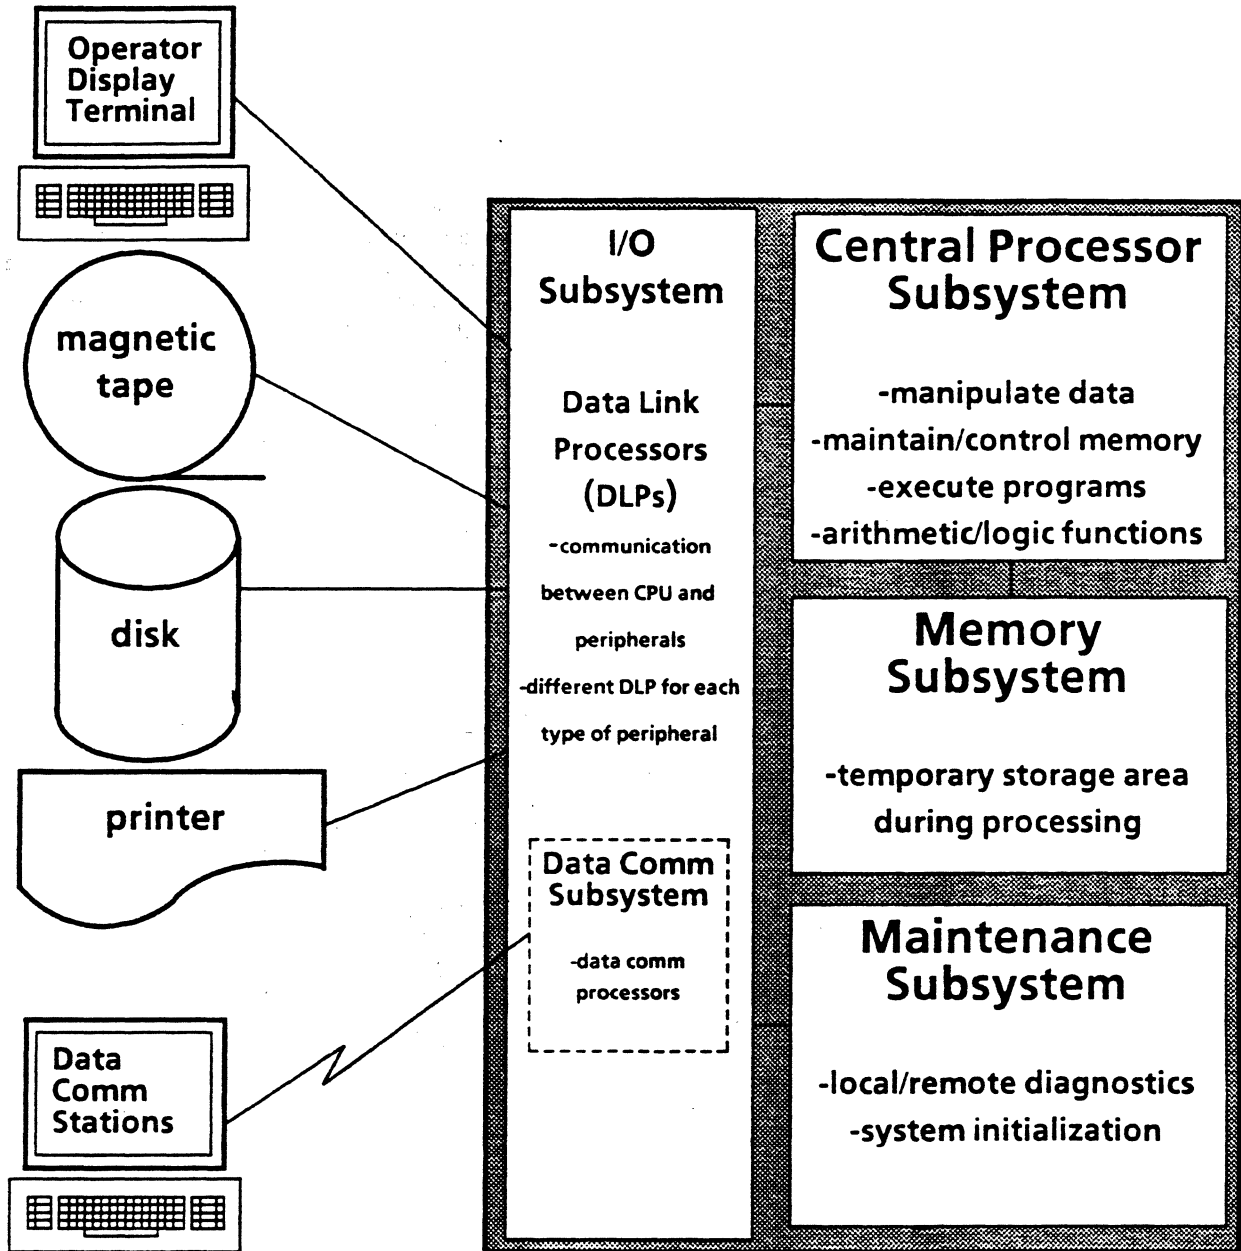 Operator
Display
Terminal
magnetic
tape
disk
printer
Data
Comm
Stations
I/O
Subsystem
Data Link
Processors
(DLPs)
-communication
between CPU and
peripherals
-different DLP for each
type of peripheral
Data Comm
Subsystem
-data comm
processors
Central Processor
Subsystem
-manipulate data
-maintain/control memory
-execute programs
-arithmetic/logic functions
Memory
Subsystem
-temporary storage area
during processing
Maintenance
Subsystem
-local/remote diagnostics
-system initialization